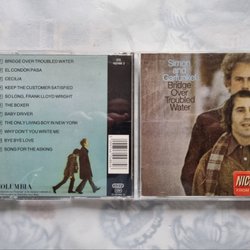 BRIDGE OVER TROUBLED WATER
EL CONDOR PASA
CECILIA
KEEP THE CUSTOMER SATISFIED
SO LONG, FRANK LLOYD WRIGHT
THE BOXER
BABY DRIVER
THE ONLY LIVING BOY IN NEW YORK
WHY DON'T YOU WRITE ME
BYE BYE LOVE
SONG FOR THE ASKING
COLUMBIA
Simon
and
Garfunkel
Bridge
Over
Troubled
Water
NIC